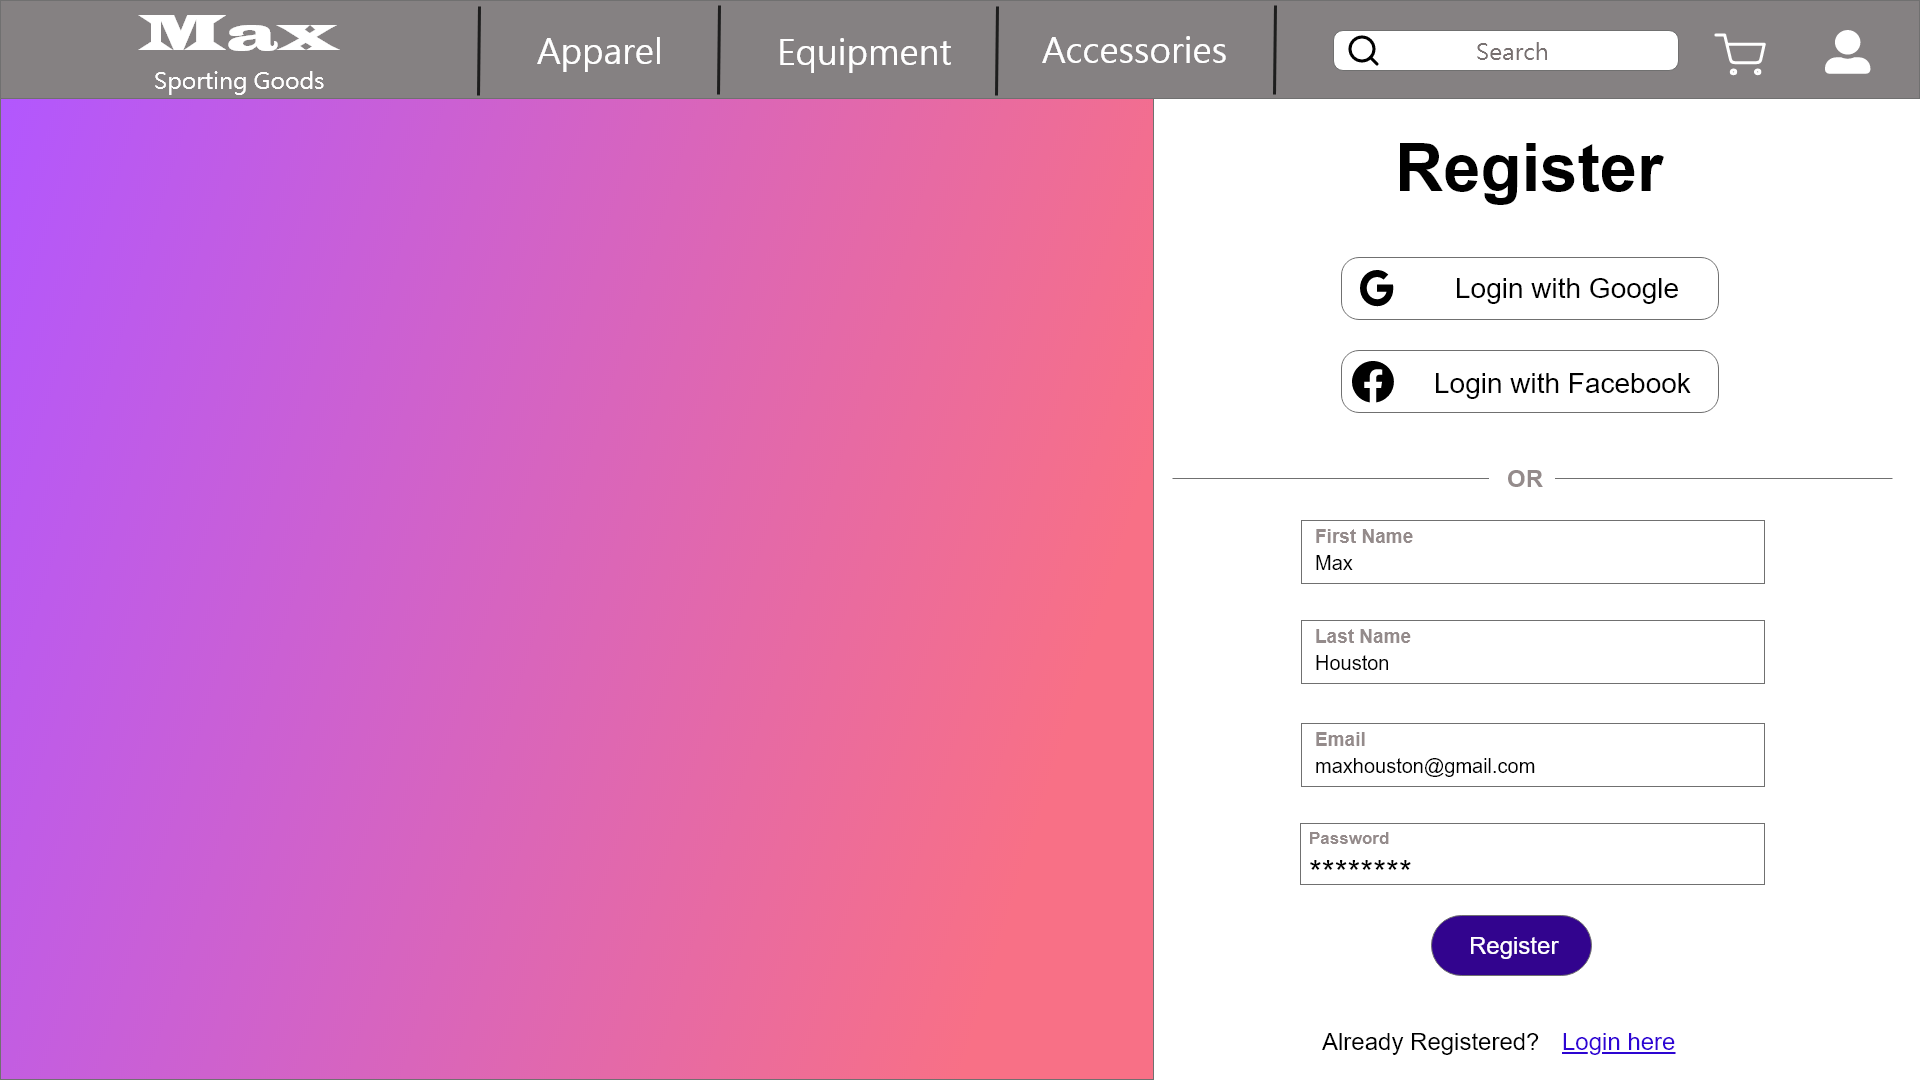 Max
Sporting Goods
Apparel
Equipment
Accessories
Search
Register
Login with Google
Login with Facebook
OR
First Name
Max
Last Name
Houston
Email
maxhouston@gmail.com
Password
********
Register
Already Registered? Login here